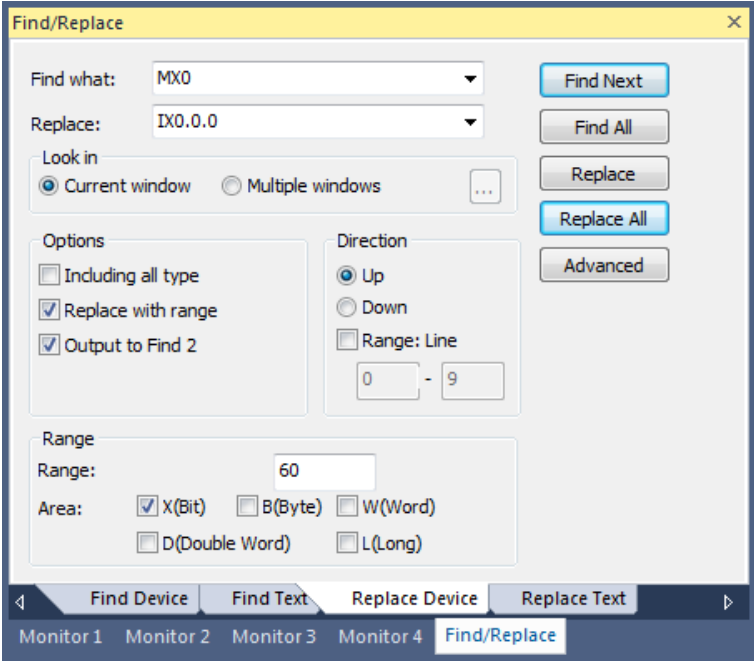 Find/Replace
Find what: MX0 Find Next
Replace: IX0.0.0 Find All
Look in
Current window Multiple windows ... Replace
Replace All
Options Direction
Including all type Up Advanced
Replace with range Down
Output to Find 2 Range: Line
0 - 9
Range
Range: 60
Area: X(Bit) B(Byte) W(Word)
D(Double Word) L(Long)
Find Device Find Text Replace Device Replace Text
Monitor 1 Monitor 2 Monitor 3 Monitor 4 Find/Replace